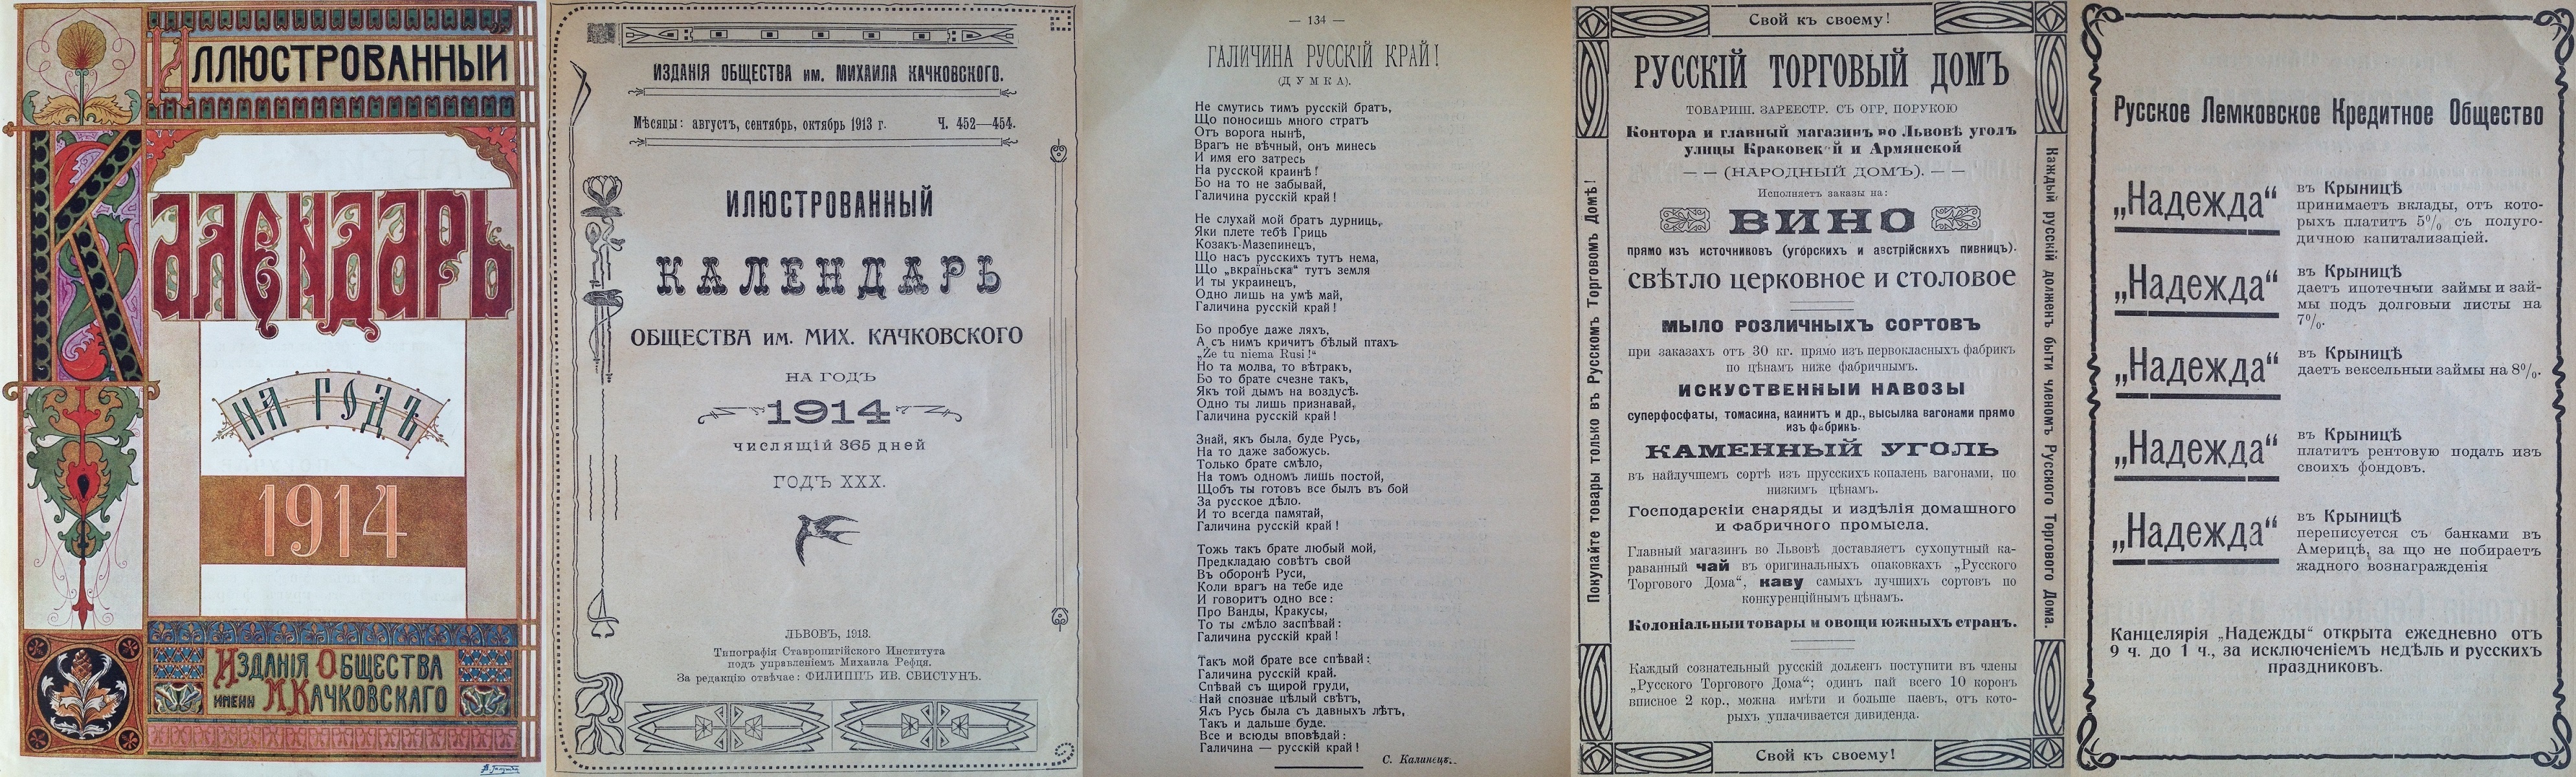 Иллюстрированный
Календарь
на годъ
1914
Изданія Общества
имени М. Качковскаго
ИЗДАНІЯ ОБЩЕСТВА им. МИХАИЛА КАЧКОВСКОГО.
Мѣсяцы: августъ, сентябрь, октябрь 1913 г. Ч. 452—454.
ИЛЮСТРОВАННЫЙ
КАЛЕНДАРЬ
ОБЩЕСТВА им. МИХ. КАЧКОВСКОГО
НА ГОДЪ
1914
числящій 365 дней
ГОДЪ XXX.
ЛЬВОВЪ, 1913.
Типографія Ставропигійского Института
подъ управленіемъ Михаила Рефця.
За редакцію отвѣчае: ФИЛИППЪ ИВ. СВИСТУНЪ.
— 134 —
ГАЛИЧИНА РУССКІЙ КРАЙ!
(ДУМКА).
Не смутись тимъ русскій братъ,
Що поносишь много стратъ
Отъ ворога нынѣ,
Врагъ не вѣчный, онъ минесь
И имя его затресь
На русской краинѣ!
Бо на то не забывай,
Галичина русскій край!
Не слухай мой братъ дурниць,
Яки плете тебѣ Гриць
Козакъ-Мазепинецъ,
Що насъ русскихъ тутъ нема,
Що „вкраїньска“ тутъ земля
И ты украинецъ,
Одно лишь на умѣ май,
Галичина русскій край!
Бо пробуе даже ляхъ,
А съ нимъ кричитъ бѣлый птахъ
„Że tu niema Rusi!“
Но та молва, то вѣтракъ,
Бо то брате счезне такъ,
Якъ той дымъ на воздусѣ.
Одно ты лишь признавай,
Галичина русскій край!
Знай, якъ была, буде Русь,
На то даже забожусь.
Только брате смѣло,
На томъ одномъ лишь постой,
Щобъ ты готовъ все былъ въ бой
За русское дѣло.
И то всегда памятай,
Галичина русскій край!
Тожь такъ брате любый мой,
Предкладаю совѣтъ свой
Въ оборонѣ Руси,
Коли врагъ на тебе иде
И говоритъ одно все:
Про Ванды, Кракусы,
То ты смѣло заспѣвай:
Галичина русскій край!
Такъ мой брате все спѣвай:
Галичина русскій край.
Спѣвай съ щирой груди,
Най спознае цѣлый свѣтъ,
Якъ Русь была съ давныхъ лѣтъ,
Такъ и дальше буде.
Все и всюды вповѣдай:
Галичина — русскій край!
С. Калинецъ.
Свой къ своему!
Покупайте товары только въ Русскомъ Торговомъ Домѣ!
РУССКІЙ ТОРГОВЫЙ ДОМЪ
ТОВАРИШ. ЗАРЕЕСТР. СЪ ОГР. ПОРУКОЮ
Контора и главный магазинъ во Львовѣ уголъ
улицы Краковской и Армянской
— — (НАРОДНЫЙ ДОМЪ). — —
Исполняетъ заказы на:
ВИНО
прямо изъ источниковъ (угорскихъ и австрійскихъ пивницъ).
СВѢТЛО ЦЕРКОВНОЕ И СТОЛОВОЕ
МЫЛО РОЗЛИЧНЫХЪ СОРТОВЪ
при заказахъ отъ 30 кг. прямо изъ первокласныхъ фабрикъ
по цѣнамъ ниже фабричнымъ.
ИСКУСТВЕННЫИ НАВОЗЫ
суперфосфаты, томасина, каинитъ и др., высылка вагонами прямо
изъ фабрикъ.
КАМЕННЫЙ УГОЛЬ
въ найлучшемъ сортѣ изъ прусскихъ копалень вагонами, по
низкимъ цѣнамъ.
Господарскіи снаряды и издѣлія домашного
и фабричного промысла.
Главный магазинъ во Львовѣ доставляетъ сухопутный ка-
раванный чай въ оригинальныхъ опаковкахъ „Русского
Торгового Дома“, каву самыхъ лучшихъ сортовъ по
конкуренційнымъ цѣнамъ.
Колоніальныи товары и овощи южныхъ странъ.
Каждый сознательный русскій долженъ поступити въ члены
„Русского Торгового Дома“; одинъ пай всего 10 коронъ
вписное 2 кор., можна имѣти и больше паевъ, отъ кото-
рыхъ уплачивается дивиденда.
Каждый русскій долженъ быти членомъ Русского Торгового Дома.
Свой къ своему!
Русское Лемковское Кредитное Общество
„Надежда“ въ Крыницѣ
принимаетъ вклады, отъ кото-
рыхъ платитъ 5% съ полуго-
дичною капитализаціей.
„Надежда“ въ Крыницѣ
даетъ ипотечныи займы и зай-
мы подъ долговыи листы на
7%.
„Надежда“ въ Крыницѣ
даетъ вексельныи займы на 8%.
„Надежда“ въ Крыницѣ
платитъ рентовую подать изъ
своихъ фондовъ.
„Надежда“ въ Крыницѣ
переписуется съ банками въ
Америцѣ, за що не побираетъ
жадного вознагражденія
Канцелярія „Надежды“ открыта ежедневно отъ
9 ч. до 1 ч., за исключеніемъ недѣль и русскихъ
праздниковъ.